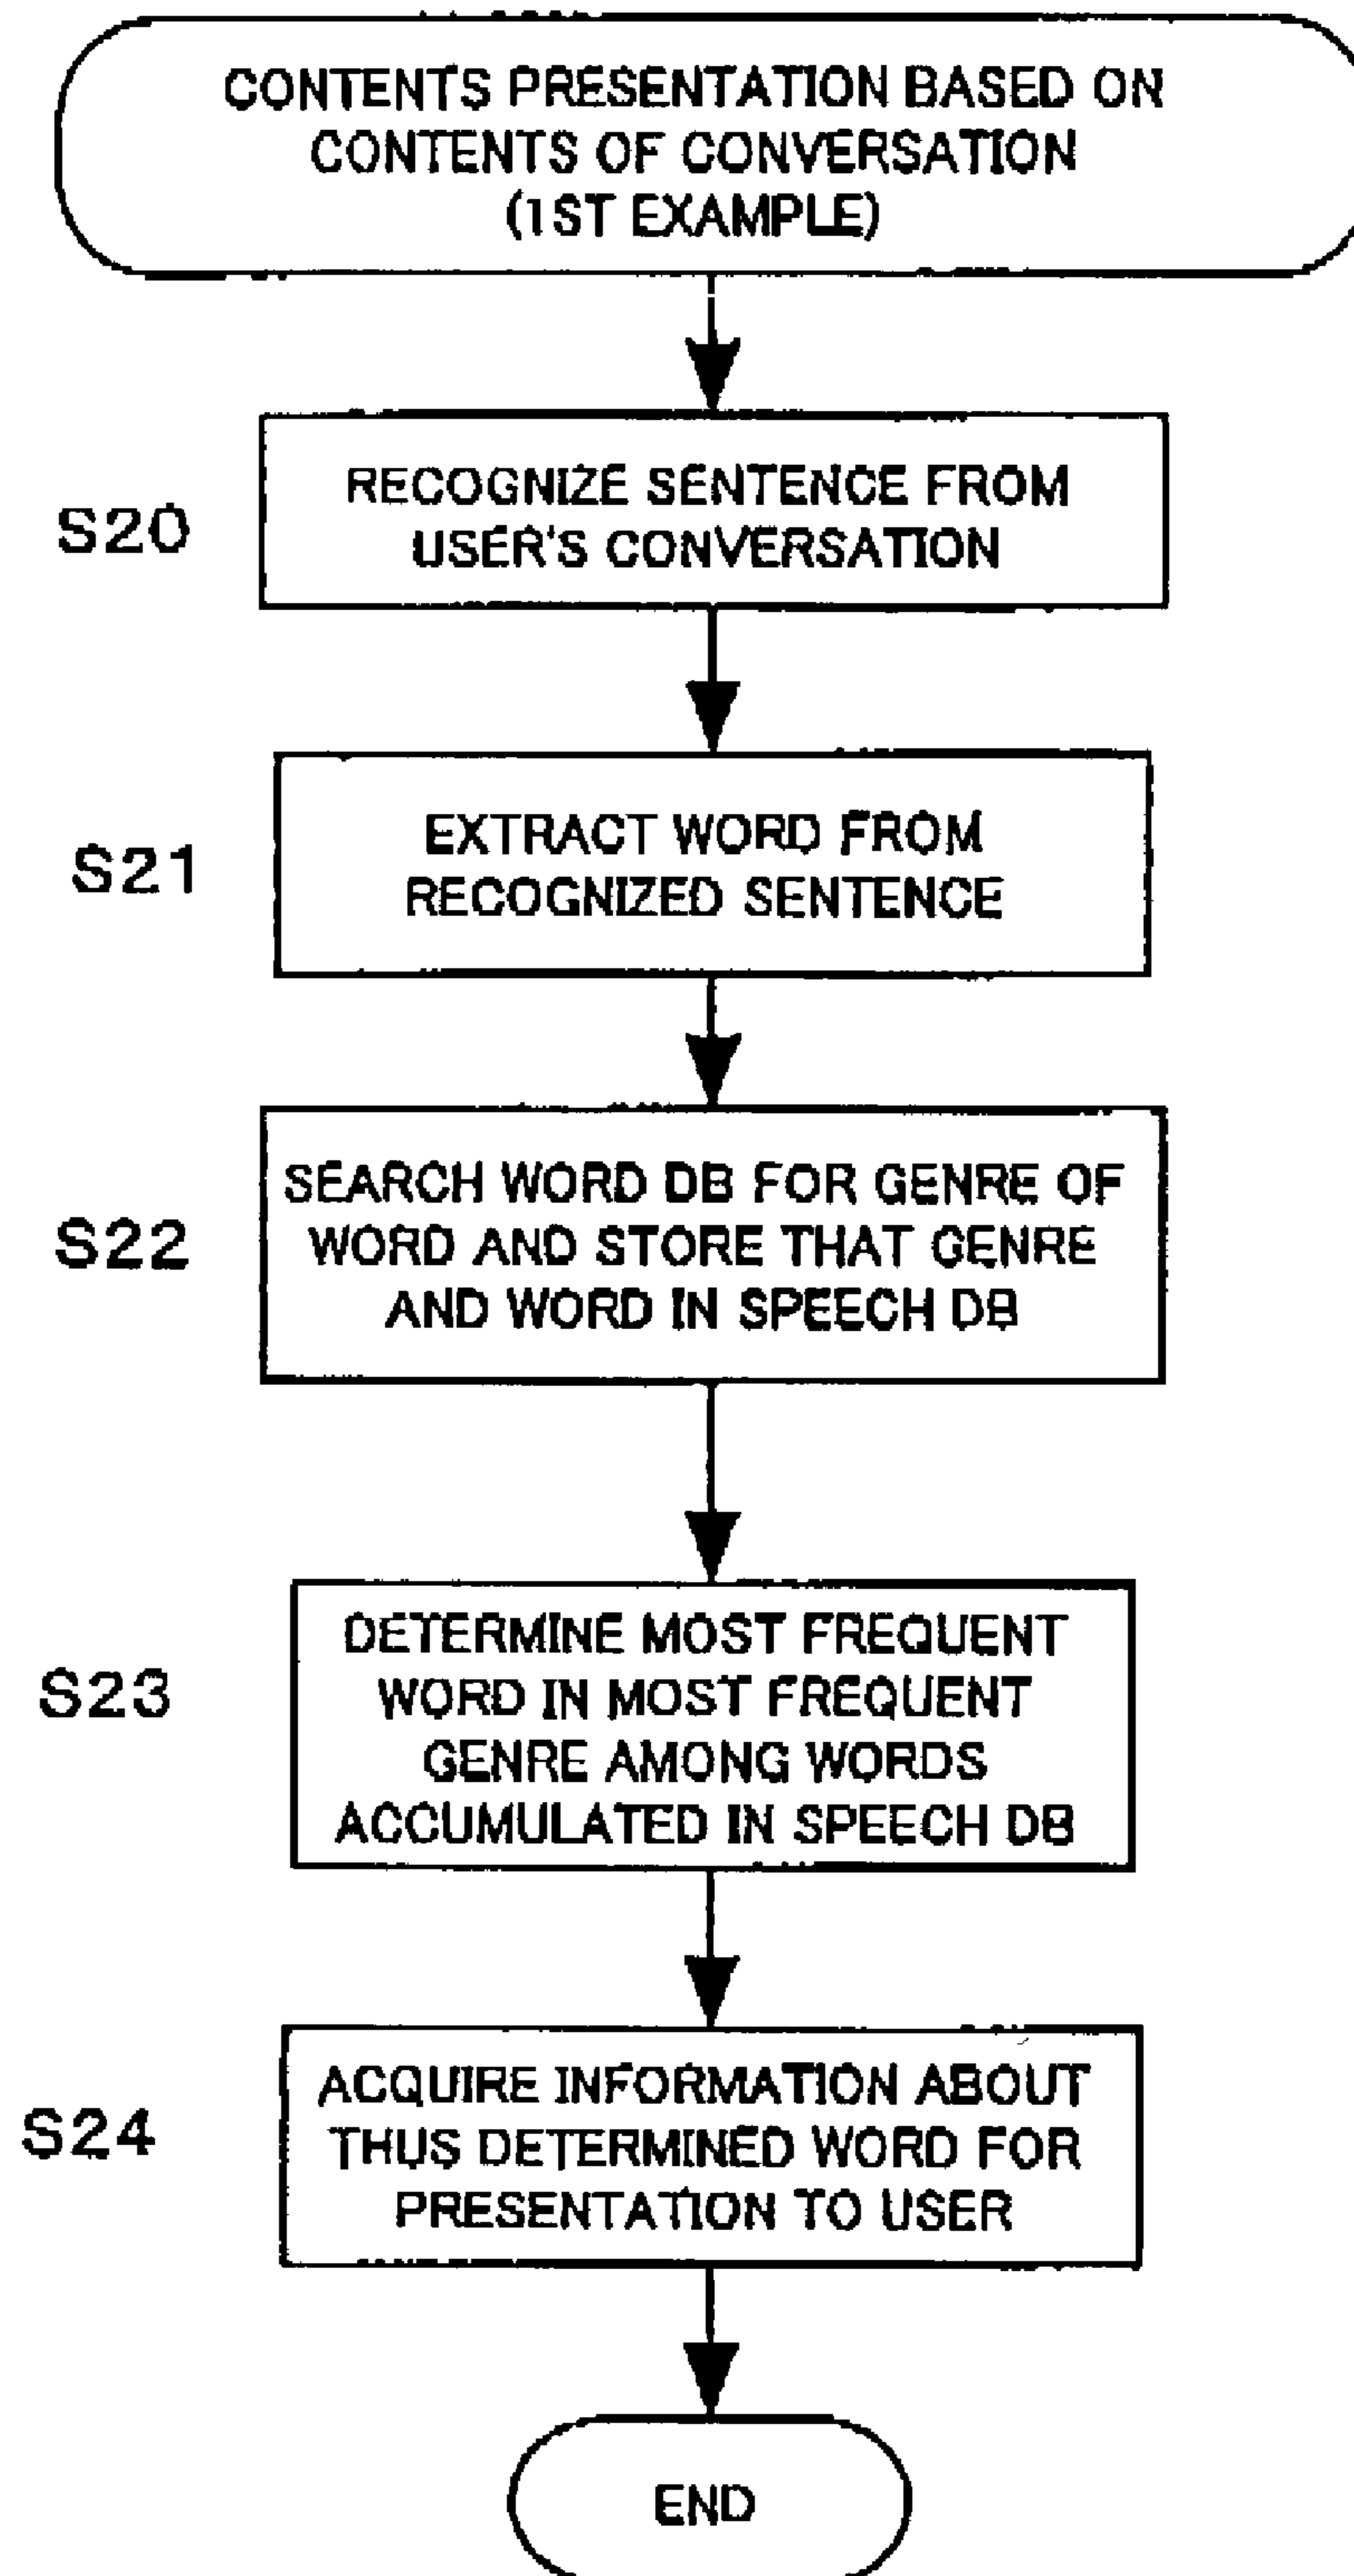 CONTENTS PRESENTATION BASED ON
CONTENTS OF CONVERSATION
(1ST EXAMPLE)
S20
RECOGNIZE SENTENCE FROM
USER'S CONVERSATION
S21
EXTRACT WORD FROM
RECOGNIZED SENTENCE
S22
SEARCH WORD DB FOR GENRE OF
WORD AND STORE THAT GENRE
AND WORD IN SPEECH DB
S23
DETERMINE MOST FREQUENT
WORD IN MOST FREQUENT
GENRE AMONG WORDS
ACCUMULATED IN SPEECH DB
S24
ACQUIRE INFORMATION ABOUT
THUS DETERMINED WORD FOR
PRESENTATION TO USER
END